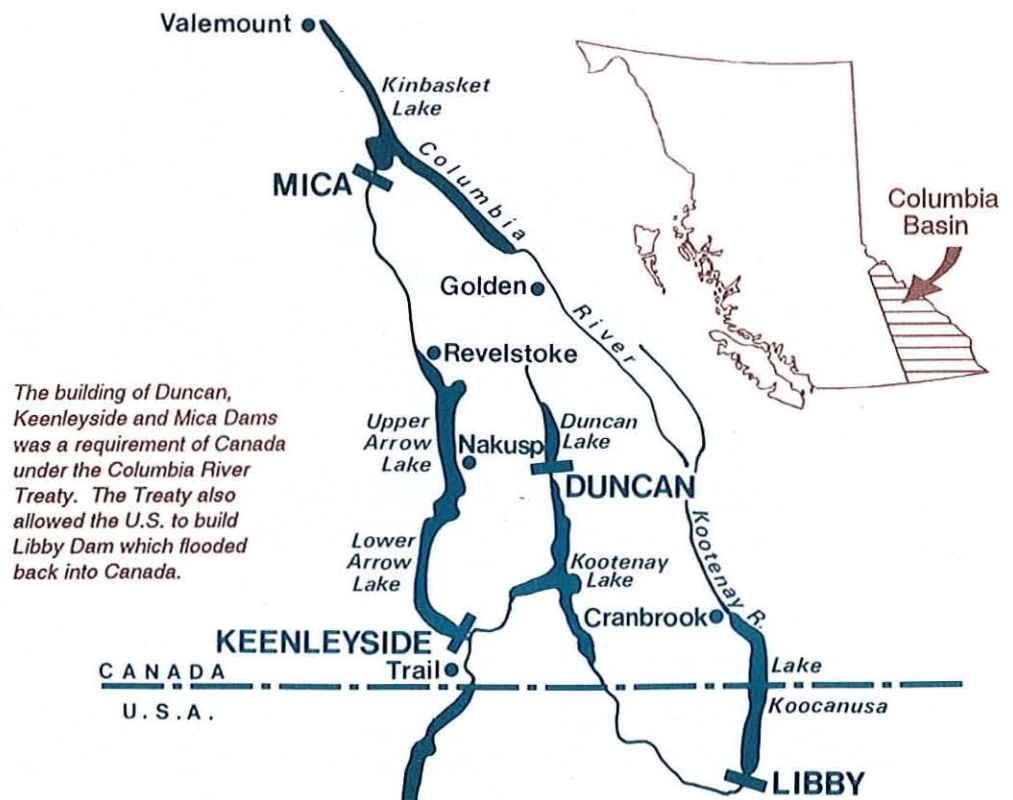 Valemount
Kinbasket
Lake
Columbia
MICA
Columbia
Basin
Golden
River
Revelstoke
The building of Duncan,
Keenleyside and Mica Dams
was a requirement of Canada
under the Columbia River
Treaty. The Treaty also
allowed the U.S. to build
Libby Dam which flooded
back into Canada.
Upper
Arrow
Lake
Nakusp
Duncan
Lake
DUNCAN
Kootenay R.
Lower
Arrow
Lake
Kootenay
Lake
Cranbrook
KEENLEYSIDE
Trail
CANADA
U.S.A.
Lake
Koocanusa
LIBBY